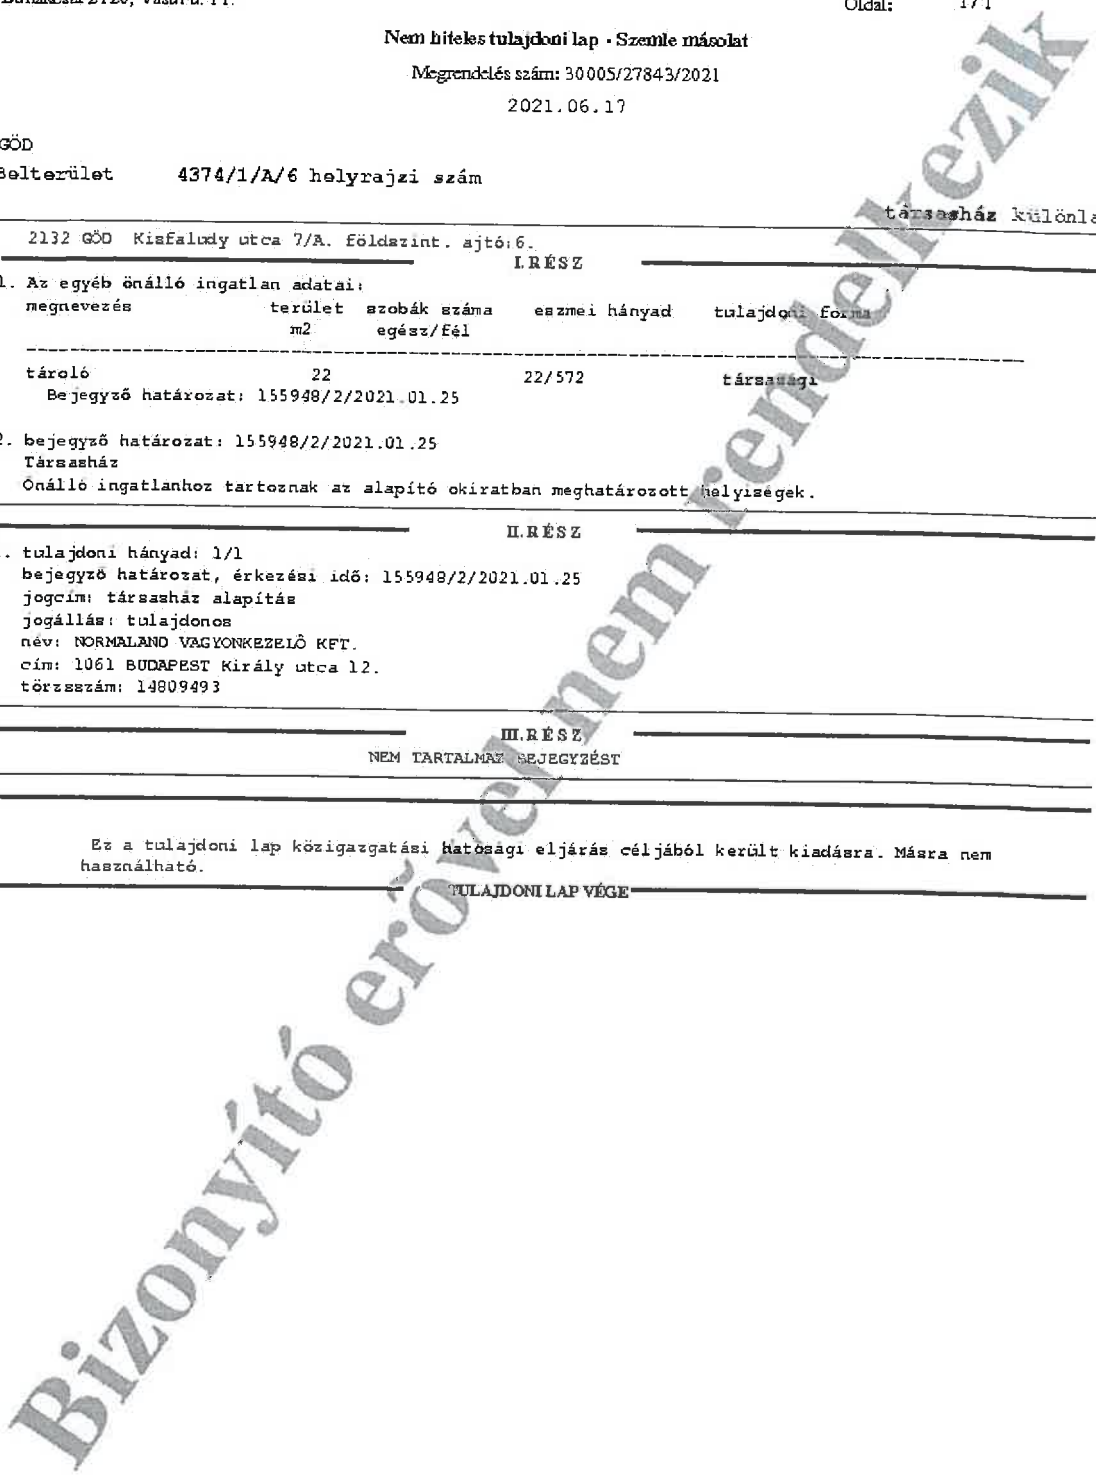 2120,
Oldal: 1/1
Nem hiteles tulajdoni lap - Szemle másolat
Megrendelés szám: 30005/27843/2021
2021.06.17
GÖD
Belterület 4374/1/A/6 helyrajzi szám
társasház különla
2132 GÖD Kisfaludy utca 7/A. földszint. ajtó:6.
I.RÉSZ
1. Az egyéb önálló ingatlan adatai:
megnevezés terület szobák száma eszmei hányad tulajdoni forma
m2 egész/fél
tároló 22 22/572 társasági
Bejegyző határozat: 155948/2/2021.01.25
2. bejegyző határozat: 155948/2/2021.01.25
Társasház
Önálló ingatlanhoz tartoznak az alapító okiratban meghatározott helyiségek.
II.RÉSZ
1. tulajdoni hányad: 1/1
bejegyző határozat, érkezési idő: 155948/2/2021.01.25
jogcím: társasház alapítás
jogállás: tulajdonos
név: NORMALAND VAGYONKEZELŐ KFT.
cím: 1061 BUDAPEST Király utca 12.
törzsszám: 14809493
III.RÉSZ
NEM TARTALMAZ BEJEGYZÉST
Ez a tulajdoni lap közigazgatási hatósági eljárás céljából került kiadásra. Másra nem
használható.
TULAJDONI LAP VÉGE
Bizonyító erővel nem rendelkezik